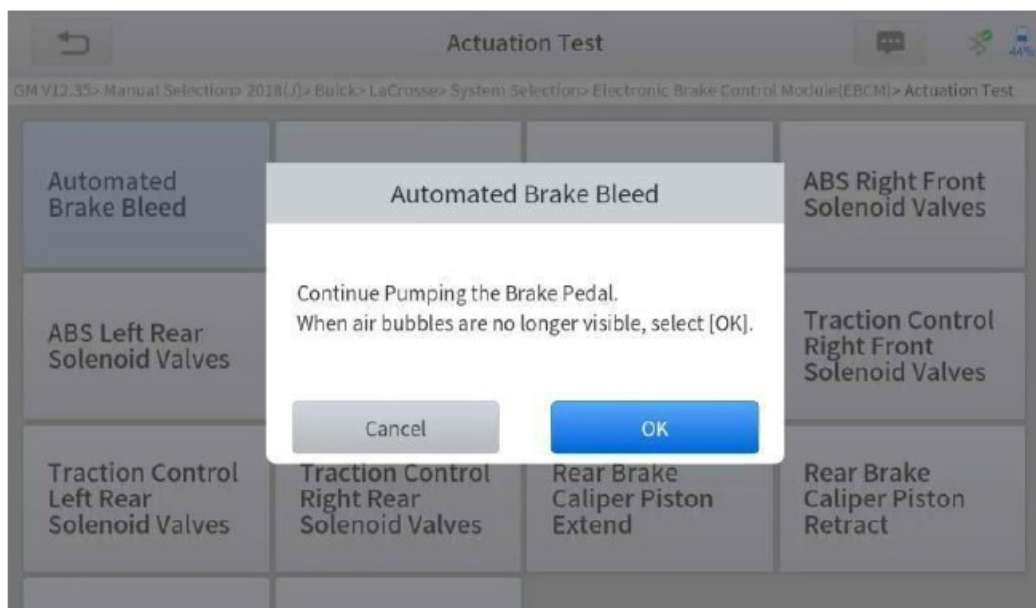 Actuation Test
44%
GM V12.35> Manual Selection> 2018(J)> Buick> LaCrosse> System Selection> Electronic Brake Control Module(EBCM)> Actuation Test
Automated
Brake Bleed
ABS Right Front
Solenoid Valves
Automated Brake Bleed
Continue Pumping the Brake Pedal.
When air bubbles are no longer visible, select [OK].
Cancel
OK
ABS Left Rear
Solenoid Valves
Traction Control
Right Front
Solenoid Valves
Traction Control
Left Rear
Solenoid Valves
Traction Control
Right Rear
Solenoid Valves
Rear Brake
Caliper Piston
Extend
Rear Brake
Caliper Piston
Retract